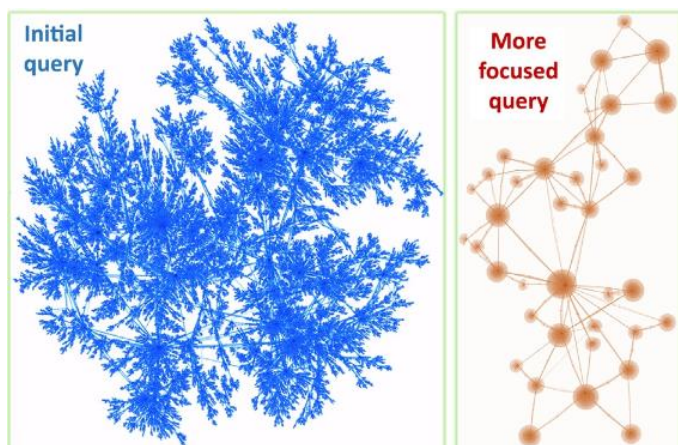 Initial
query
More
focused
query